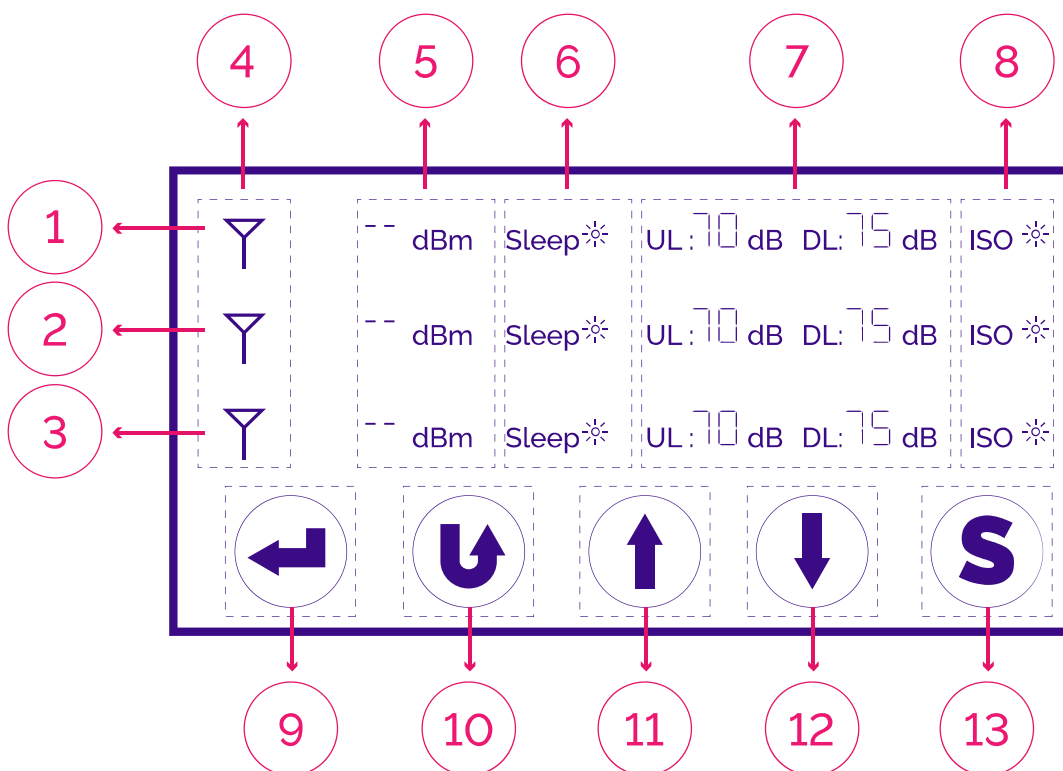 4 5 6 7 8
1 -- dBm Sleep UL: 70 dB DL: 75 dB ISO
2 -- dBm Sleep UL: 70 dB DL: 75 dB ISO
3 -- dBm Sleep UL: 70 dB DL: 75 dB ISO
S
9 10 11 12 13